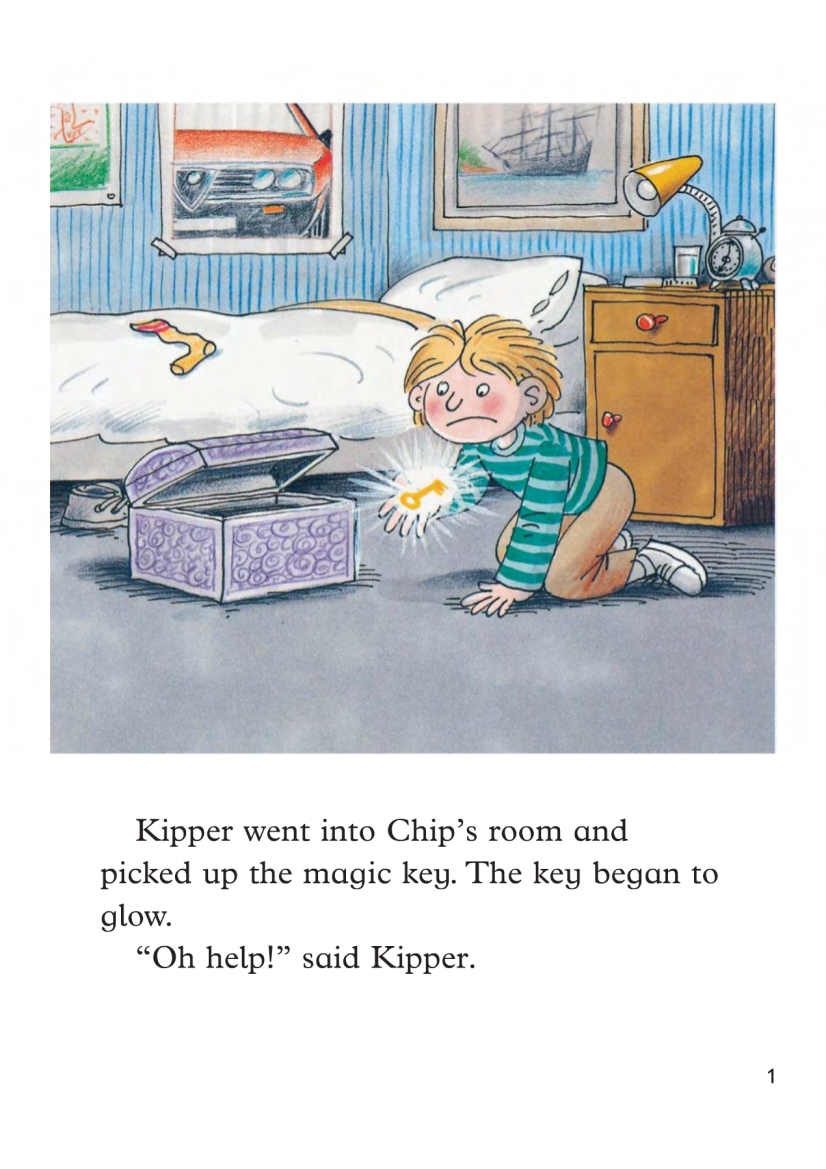 Kipper went into Chip’s room and
picked up the magic key. The key began to
glow.
“Oh help!” said Kipper.
1